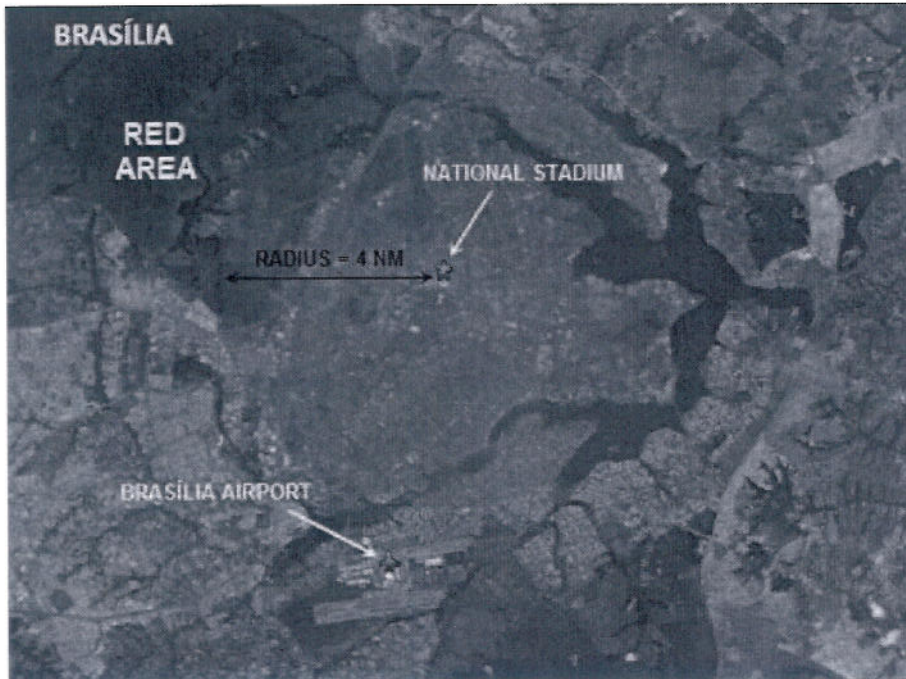 BRASÍLIA
RED
AREA
NATIONAL STADIUM
RADIUS = 4 NM
BRASÍLIA AIRPORT